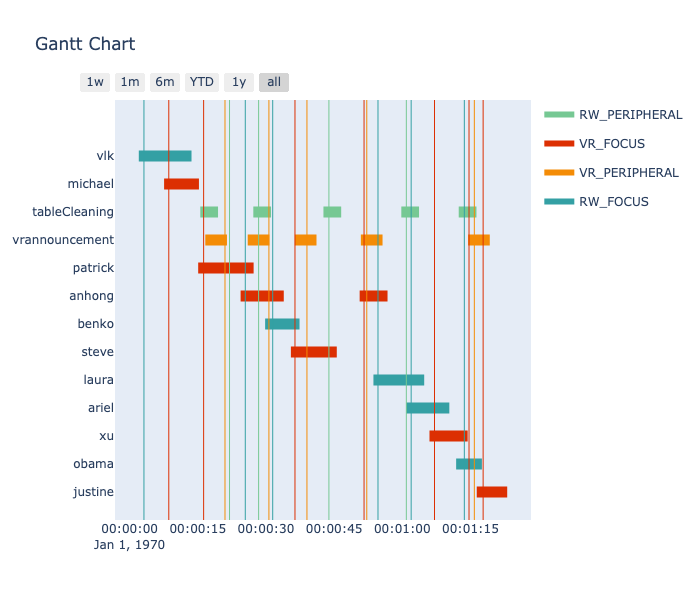 Gantt Chart
1w 1m 6m YTD 1y all
RW_PERIPHERAL
VR_FOCUS
VR_PERIPHERAL
RW_FOCUS
vlk
michael
tableCleaning
vrannouncement
patrick
anhong
benko
steve
laura
ariel
xu
obama
justine
00:00:00 00:00:15 00:00:30 00:00:45 00:01:00 00:01:15
Jan 1, 1970